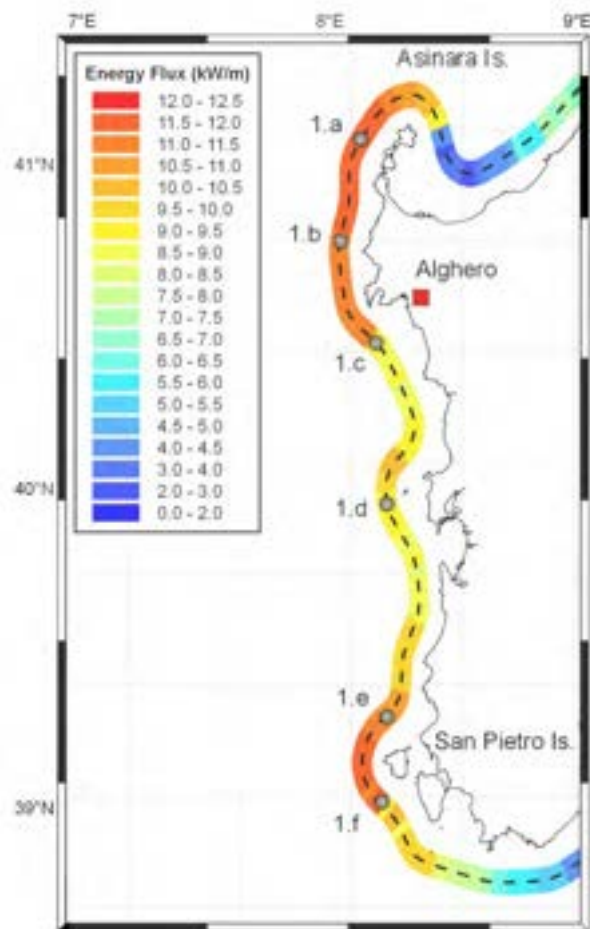 7°E 8°E 9°E
Asinara Is.
Energy Flux (kW/m)
12.0 - 12.5
11.5 - 12.0
11.0 - 11.5
10.5 - 11.0
10.0 - 10.5
9.5 - 10.0
9.0 - 9.5
8.5 - 9.0
8.0 - 8.5
7.5 - 8.0
7.0 - 7.5
6.5 - 7.0
6.0 - 6.5
5.5 - 6.0
5.0 - 5.5
4.5 - 5.0
4.0 - 4.5
3.0 - 4.0
2.0 - 3.0
0.0 - 2.0
1.a
41°N
1.b
Alghero
1.c
40°N
1.d
1.e
San Pietro Is.
39°N
1.f